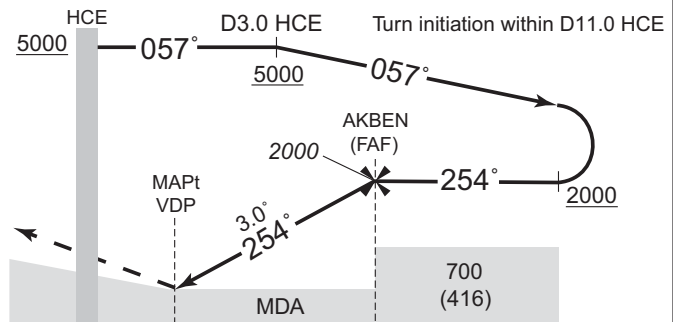 HCE
5000
057°
D3.0 HCE
5000
Turn initiation within D11.0 HCE
057°
AKBEN
(FAF)
2000
254°
2000
MAPt
VDP
3.0°
254°
700
(416)
MDA